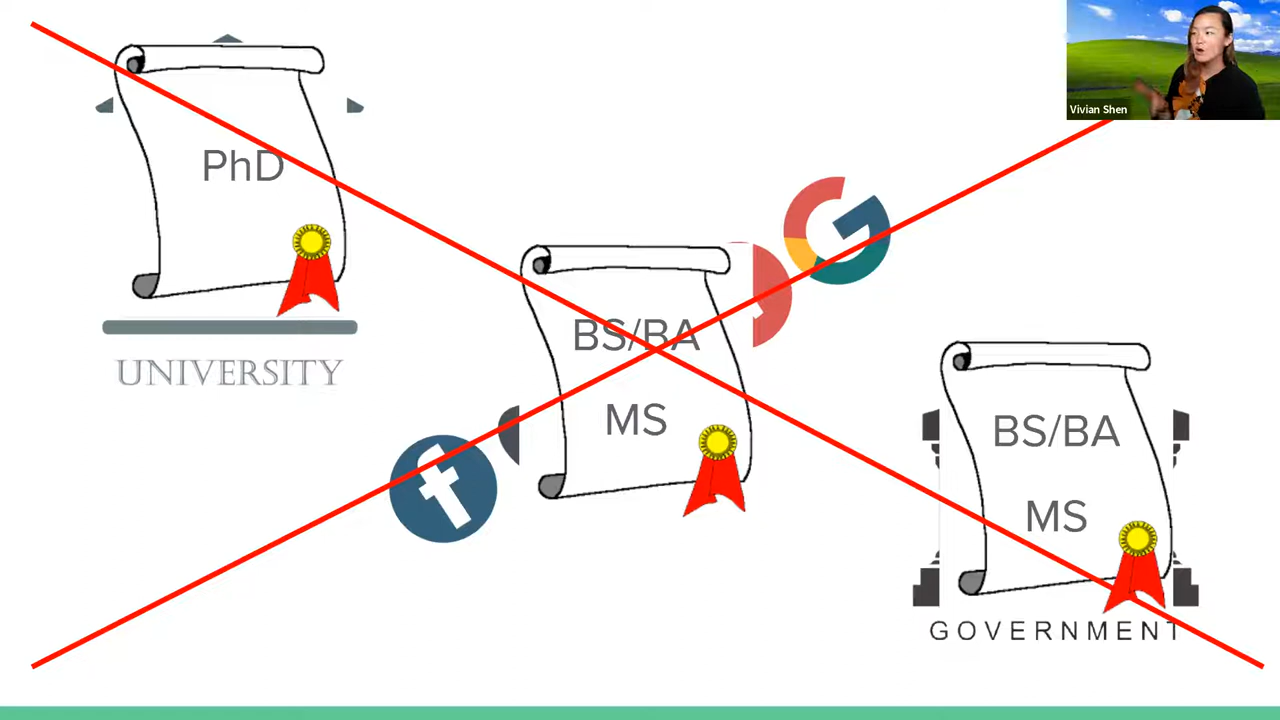 Vivian Shen
PhD
UNIVERSITY
BS/BA
MS
BS/BA
MS
GOVERNMENT